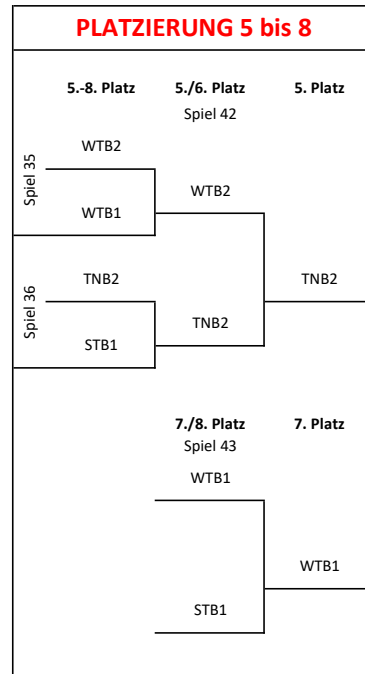 PLATZIERUNG 5 bis 8
5.-8. Platz 5./6. Platz 5. Platz
Spiel 42
Spiel 35
WTB2
WTB1
WTB2
Spiel 36
TNB2
STB1
TNB2
TNB2
7./8. Platz 7. Platz
Spiel 43
WTB1
WTB1
STB1